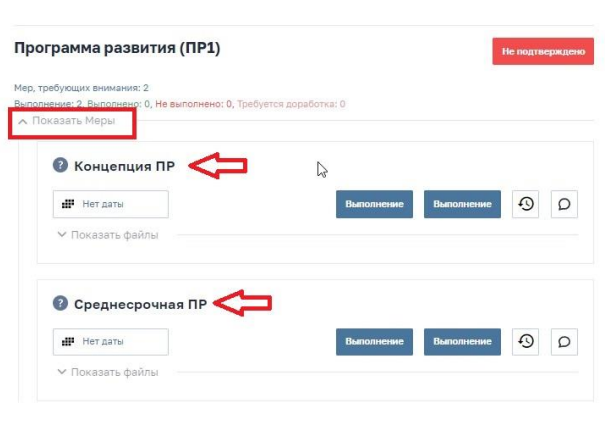 Программа развития (ПР1)
Не подтверждено
Мер, требующих внимания: 2
Выполнение: 2, Выполнено: 0, Не выполнено: 0, Требуется доработка: 0
Показать Меры
? Концепция ПР
Нет даты
Выполнение
Выполнение
Показать файлы
? Среднесрочная ПР
Нет даты
Выполнение
Выполнение
Показать файлы